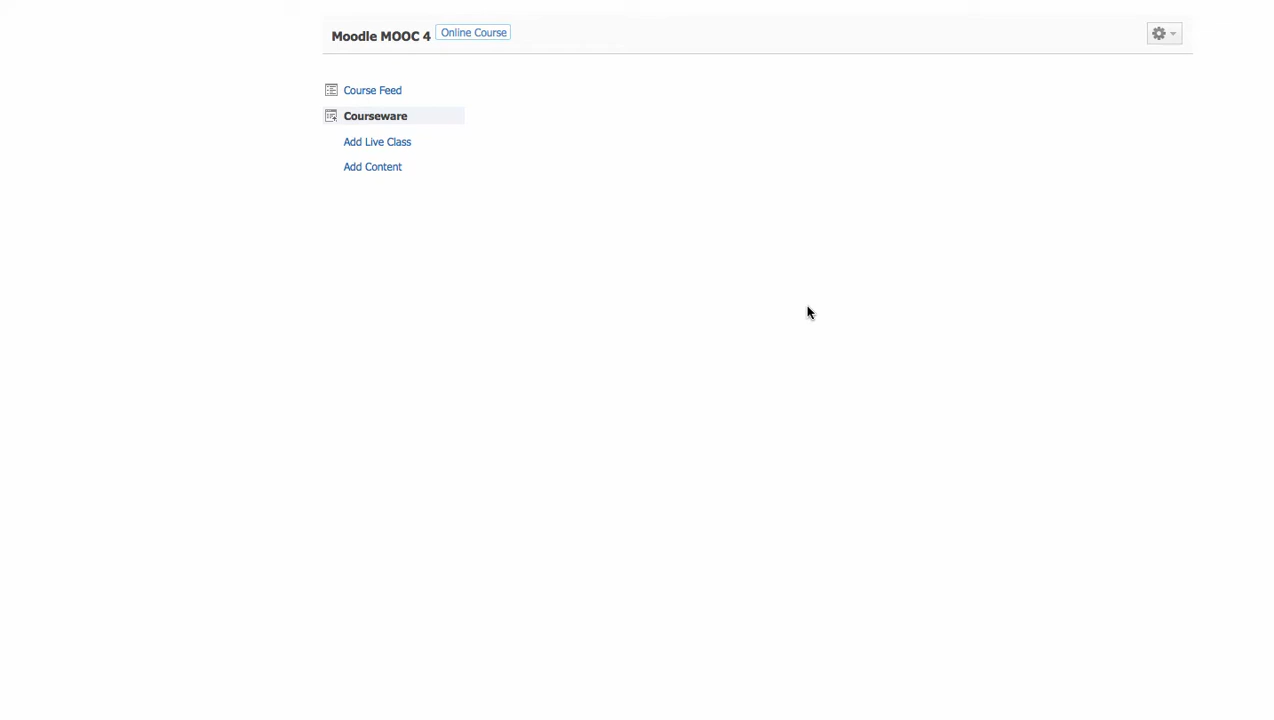 Moodle MOOC 4 Online Course
Course Feed
Courseware
Add Live Class
Add Content